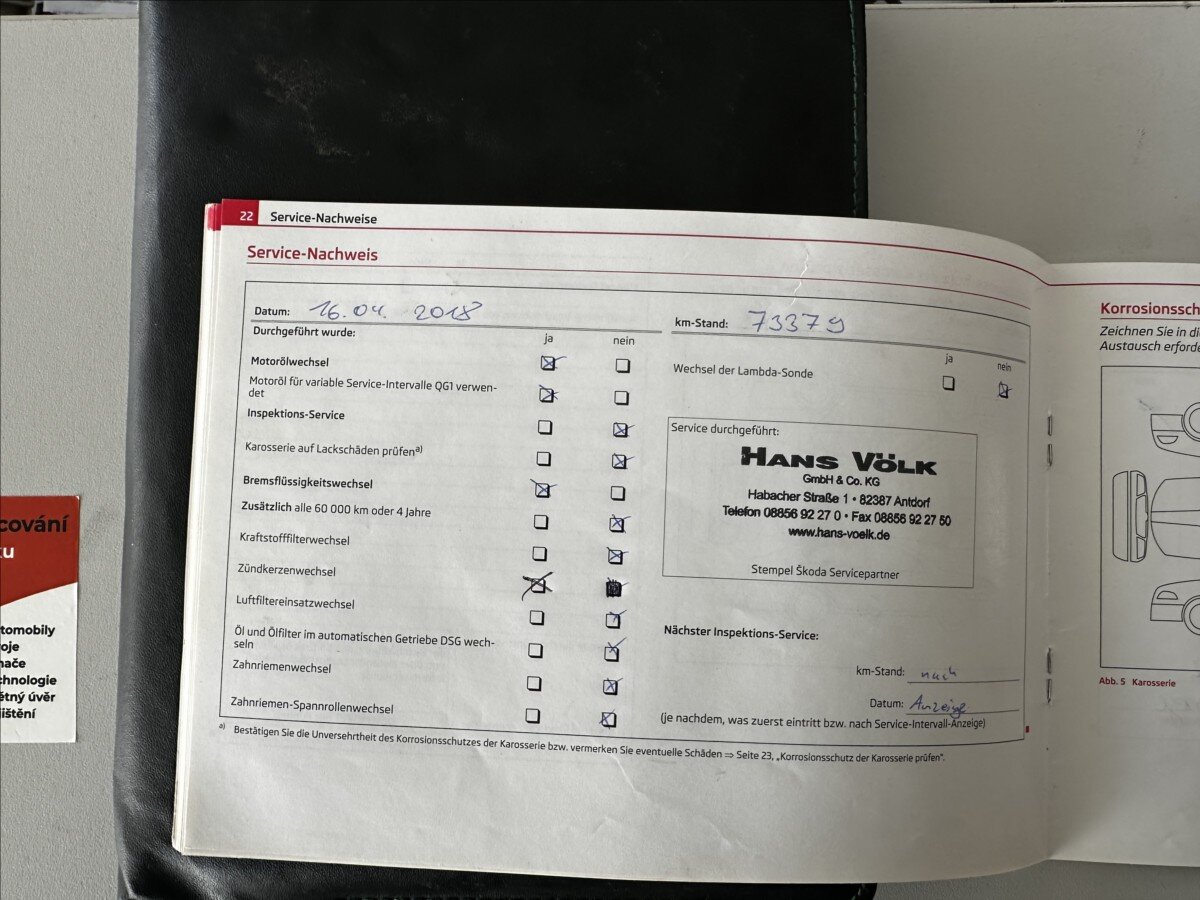 22 Service-Nachweise
Service-Nachweis
Datum: 16.04. 2018
km-Stand: 73379
Durchgeführt wurde:
ja nein
Motorölwechsel
Motoröl für variable Service-Intervalle QG1 verwen-
det
Inspektions-Service
Karosserie auf Lackschäden prüfena)
Bremsflüssigkeitswechsel
Zusätzlich alle 60 000 km oder 4 Jahre
Kraftstofffilterwechsel
Zündkerzenwechsel
Luftfiltereinsatzwechsel
Öl und Ölfilter im automatischen Getriebe DSG wech-
seln
Zahnriemenwechsel
Zahnriemen-Spannrollenwechsel
ja nein
Wechsel der Lambda-Sonde
Service durchgeführt:
HANS VÖLK
GmbH & Co. KG
Habacher Straße 1 • 82387 Antdorf
Telefon 08856 92 27 0 • Fax 08856 92 27 50
www.hans-voelk.de
Stempel Škoda Servicepartner
Nächster Inspektions-Service:
km-Stand: nach
Datum: Anzeige
(je nachdem, was zuerst eintritt bzw. nach Service-Intervall-Anzeige)
a) Bestätigen Sie die Unversehrtheit des Korrosionsschutzes der Karosserie bzw. vermerken Sie eventuelle Schäden ⇒ Seite 23, „Korrosionsschutz der Karosserie prüfen".
Korrosionssch
Zeichnen Sie in di
Austausch erforde
Abb. 5 Karosserie
cování
ku
tomobily
roje
nače
chnologie
ětný úvěr
jištění